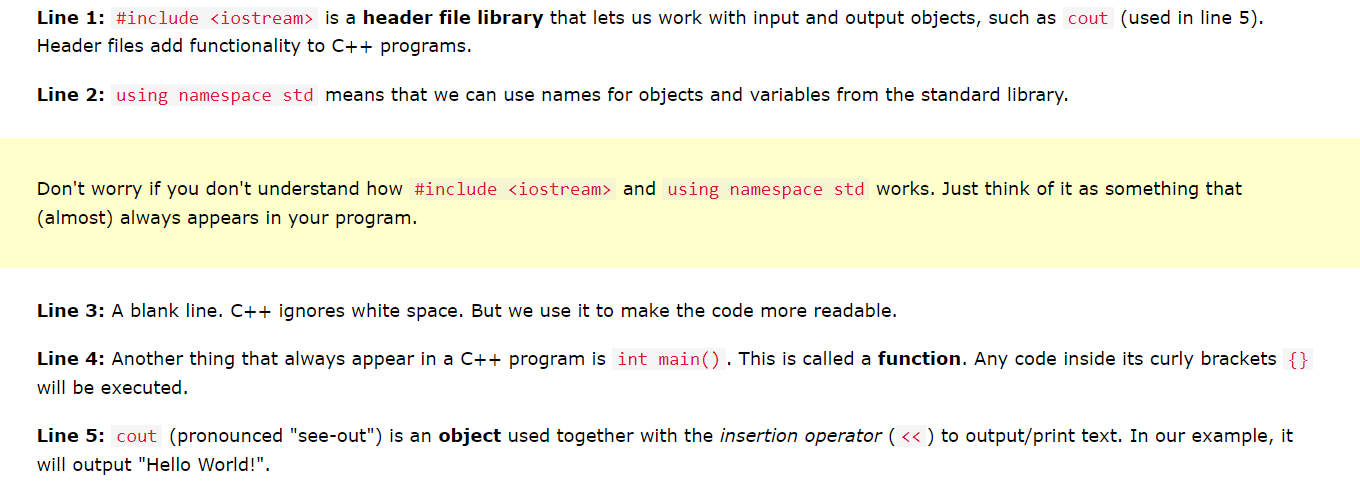 Line 1: #include <iostream> is a header file library that lets us work with input and output objects, such as cout (used in line 5).
Header files add functionality to C++ programs.
Line 2: using namespace std means that we can use names for objects and variables from the standard library.
Don't worry if you don't understand how #include <iostream> and using namespace std works. Just think of it as something that
(almost) always appears in your program.
Line 3: A blank line. C++ ignores white space. But we use it to make the code more readable.
Line 4: Another thing that always appear in a C++ program is int main(). This is called a function. Any code inside its curly brackets {}
will be executed.
Line 5: cout (pronounced "see-out") is an object used together with the insertion operator (<<) to output/print text. In our example, it
will output "Hello World!".